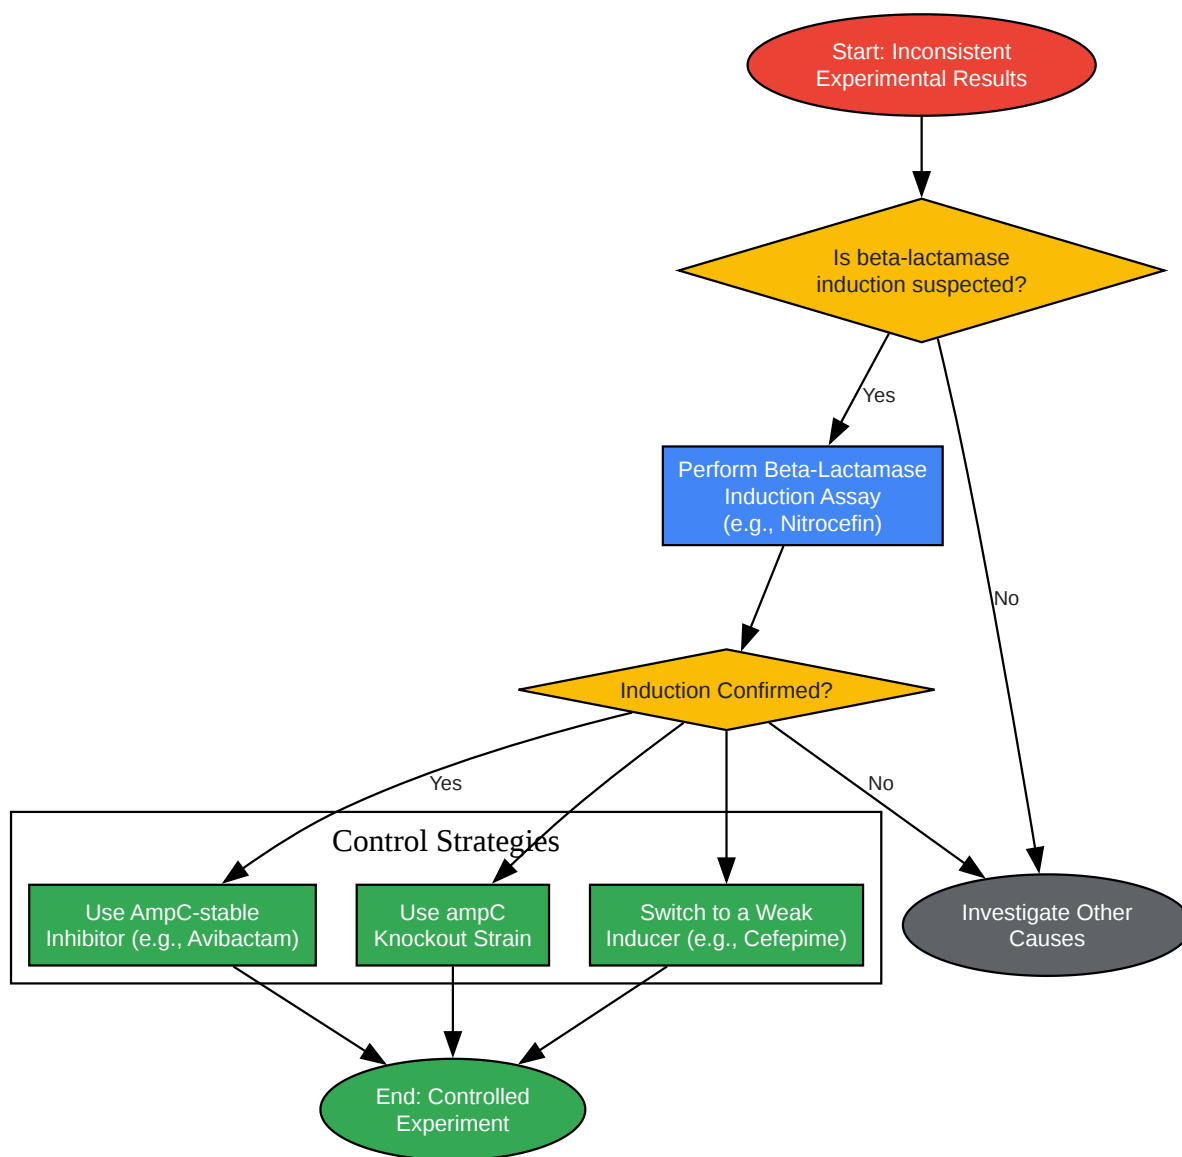 Start: Inconsistent
Experimental Results
Is beta-lactamase
induction suspected?
Yes
Perform Beta-Lactamase
Induction Assay
(e.g., Nitrocefin)
No
Induction Confirmed?
Yes
No
Control Strategies
Use AmpC-stable
Inhibitor (e.g., Avibactam)
Use ampC
Knockout Strain
Switch to a Weak
Inducer (e.g., Cefepime)
Investigate Other
Causes
End: Controlled
Experiment